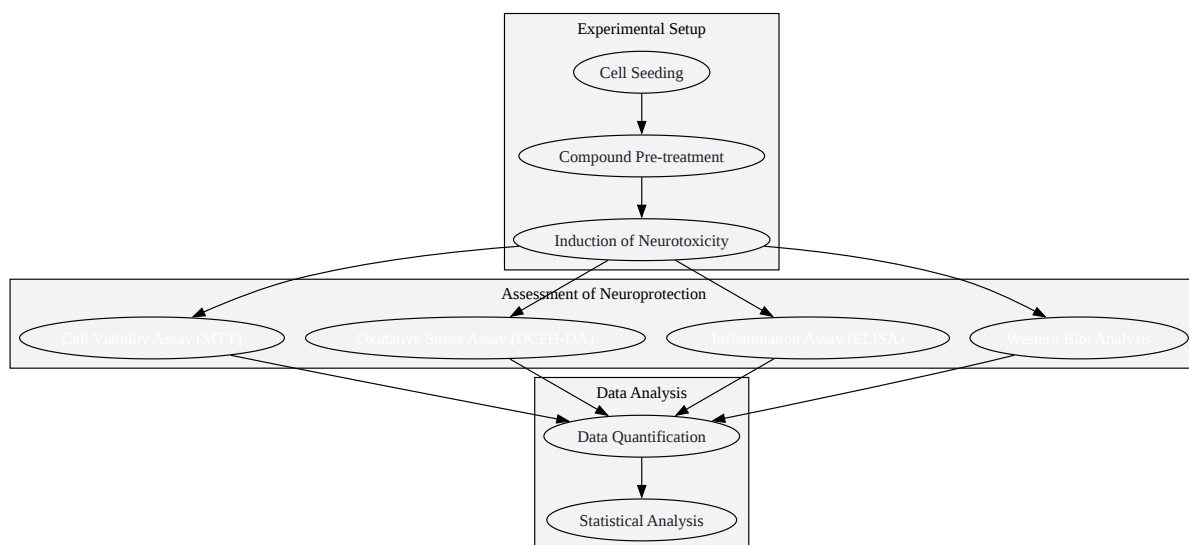 Experimental Setup
Cell Seeding
Compound Pre-treatment
Induction of Neurotoxicity
Assessment of Neuroprotection
Cell Viability Assay (MTT)
Oxidative Stress Assay (DCFH-DA)
Inflammation Assay (ELISA)
Western Blot Analysis
Data Analysis
Data Quantification
Statistical Analysis